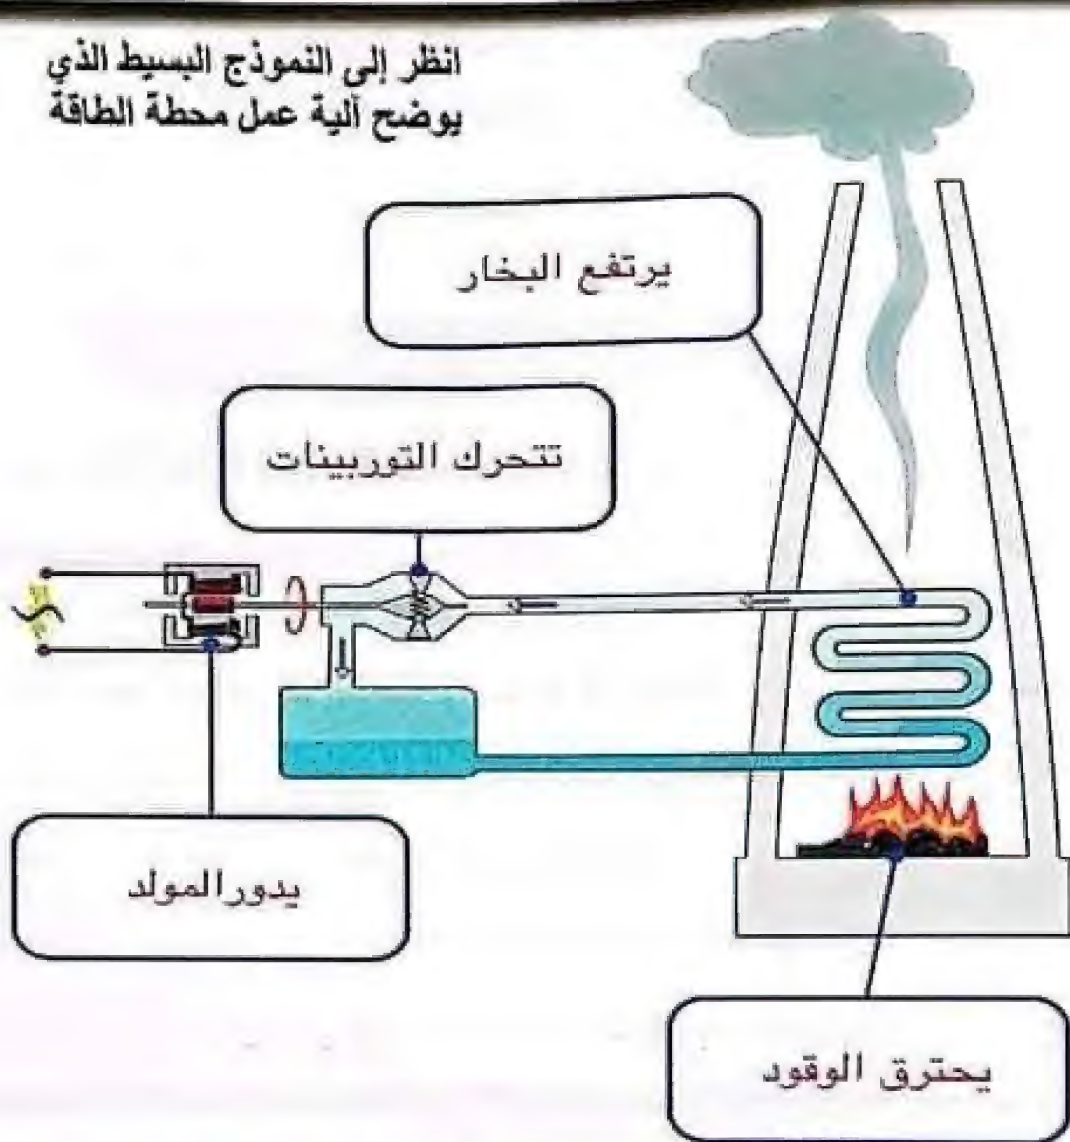 انظر إلى النموذج البسيط الذي
يوضح آلية عمل محطة الطاقة
يرتفع البخار
تتحرك التوربينات
يدورالمولد
يحترق الوقود